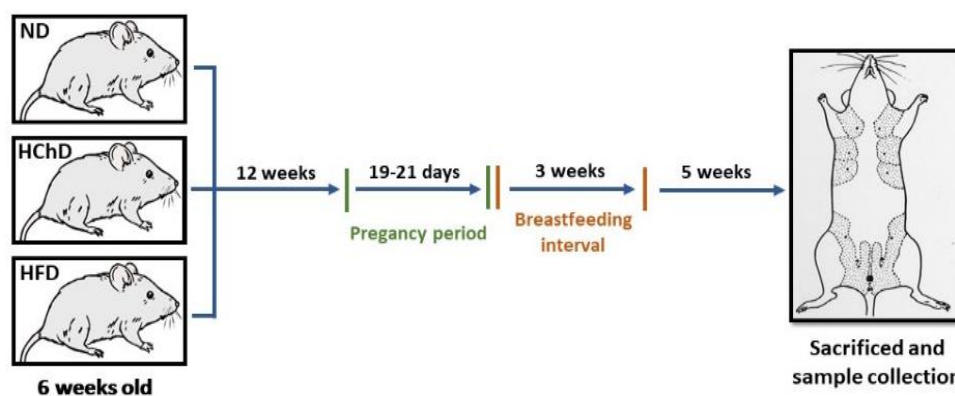 ND
HChD
HFD
6 weeks old
12 weeks
19-21 days
Pregancy period
3 weeks
Breastfeeding
interval
5 weeks
Sacrificed and
sample collection